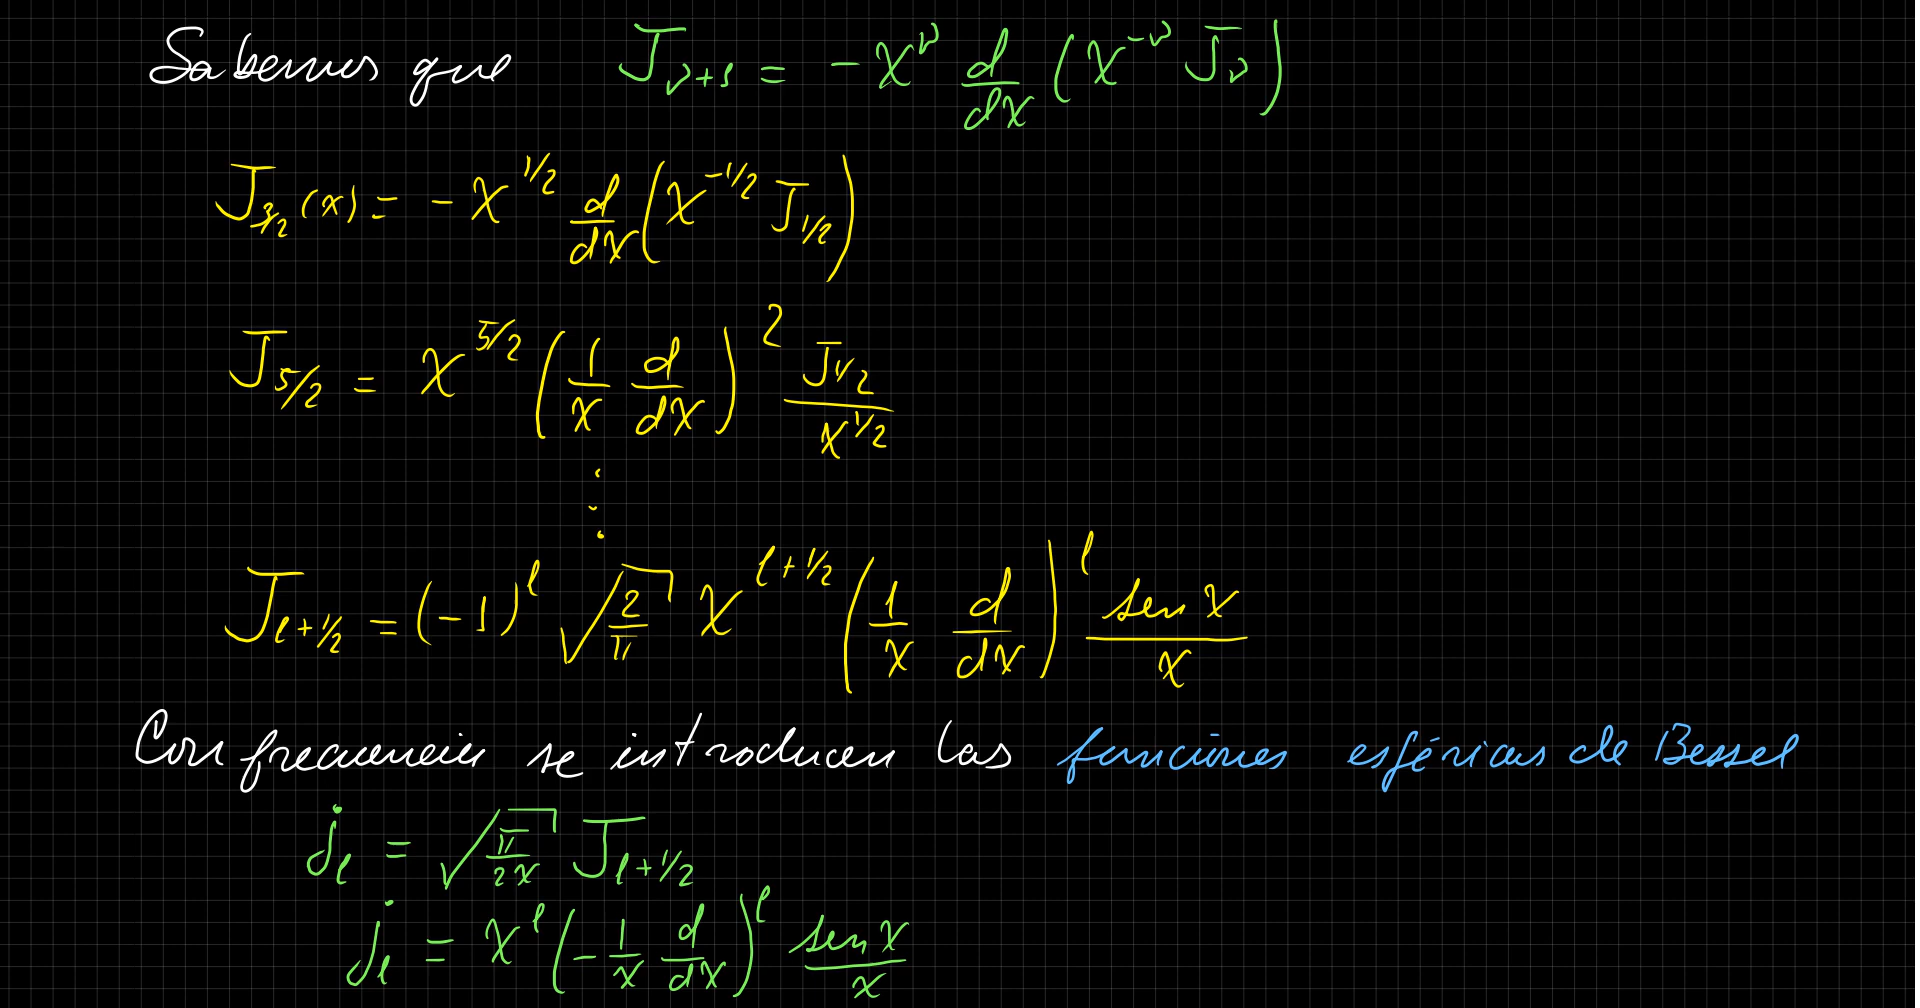 Sabemos que J_{ν+1} = -x^ν d/dx (x^{-ν} J_ν)
J_{3/2}(x) = -x^{1/2} d/dx (x^{-1/2} J_{1/2})
J_{5/2} = x^{5/2} (1/x d/dx)^2 J_{1/2}/x^{1/2}
⋮
J_{l+1/2} = (-1)^l √(2/π) x^{l+1/2} (1/x d/dx)^l sen x/x
Con frecuencia se introducen las funciones esféricas de Bessel
j_l = √(π/2x) J_{l+1/2}
j_l = x^l (-1/x d/dx)^l sen x/x